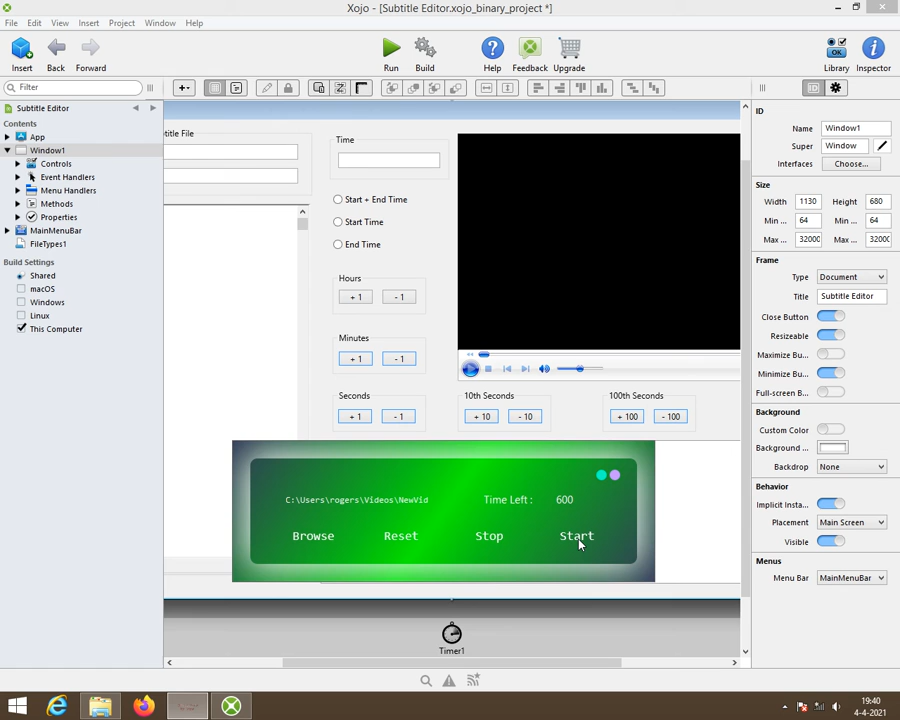 Xojo - [Subtitle Editor.xojo_binary_project *]
File Edit View Insert Project Window Help
Insert Back Forward Run Build Help Feedback Upgrade OK Library Inspector
Filter
Subtitle Editor
Contents
App
Window1
Controls
Event Handlers
Menu Handlers
Methods
Properties
MainMenuBar
FileTypes1
Build Settings
Shared
macOS
Windows
Linux
This Computer
title File
Time
Start + End Time
Start Time
End Time
Hours
+ 1 - 1
Minutes
+ 1 - 1
Seconds 10th Seconds 100th Seconds
+ 1 - 1 + 10 - 10 + 100 - 100
C:\Users\rogers\Videos\NewVid Time Left : 600
Browse Reset Stop Start
Timer1
ID
Name Window1
Super Window
Interfaces Choose...
Size
Width 1130 Height 680
Min ... 64 Min ... 64
Max ... 32000 Max ... 32000
Frame
Type Document
Title Subtitle Editor
Close Button
Resizeable
Maximize Bu...
Minimize Bu...
Full-screen B...
Background
Custom Color
Background ...
Backdrop None
Behavior
Implicit Insta...
Placement Main Screen
Visible
Menus
Menu Bar MainMenuBar
19:40
4-4-2021